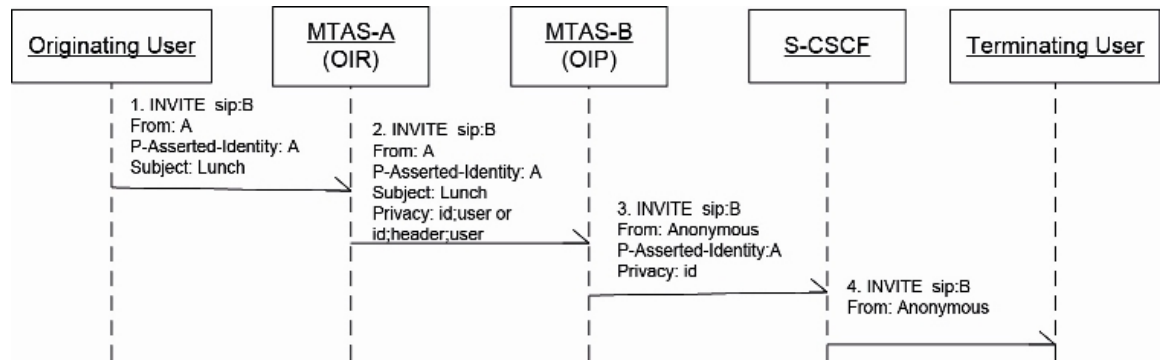 Originating User
MTAS-A
(OIR)
MTAS-B
(OIP)
S-CSCF
Terminating User
1. INVITE sip:B
From: A
P-Asserted-Identity: A
Subject: Lunch
2. INVITE sip:B
From: A
P-Asserted-Identity: A
Subject: Lunch
Privacy: id;user or
id;header;user
3. INVITE sip:B
From: Anonymous
P-Asserted-Identity:A
Privacy: id
4. INVITE sip:B
From: Anonymous